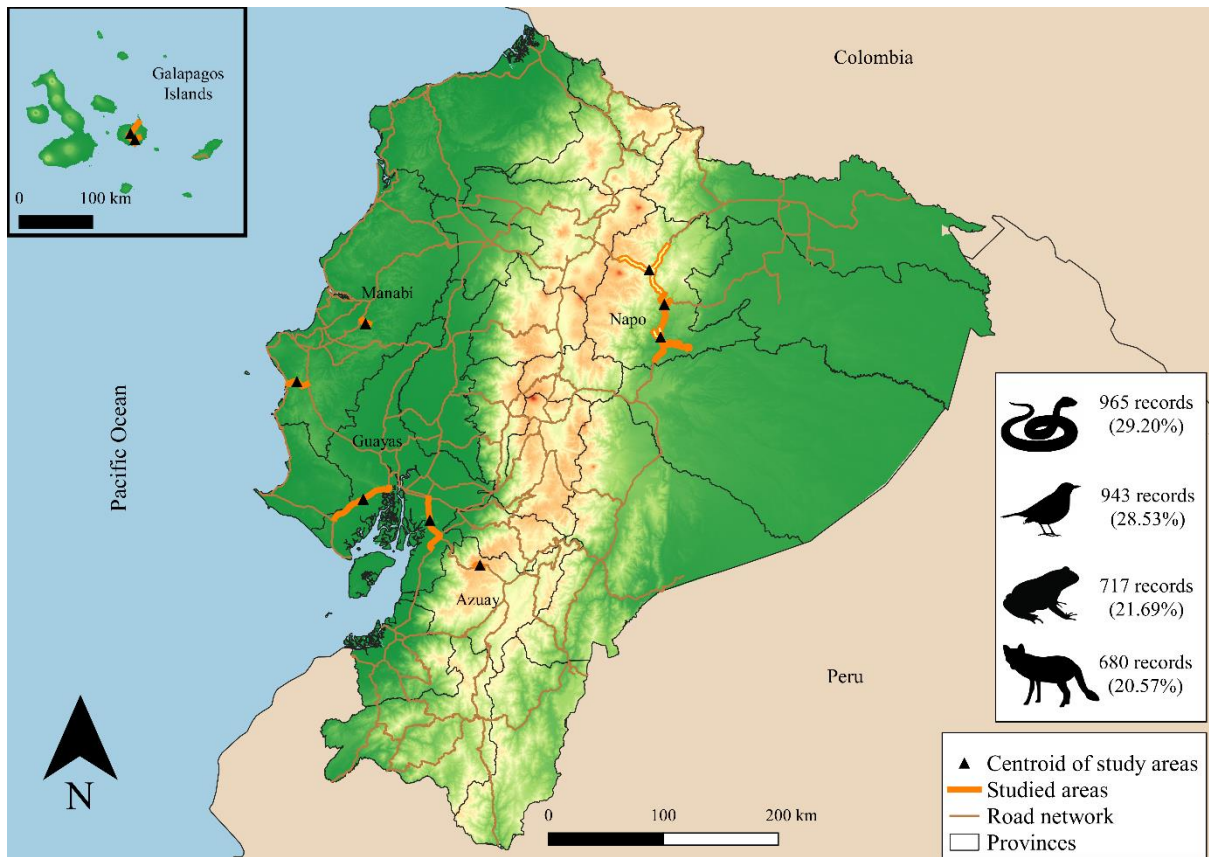 Galapagos
Islands
0 100 km
Colombia
Manabí
Napo
Pacific Ocean
Guayas
Azuay
Peru
965 records
(29.20%)
943 records
(28.53%)
717 records
(21.69%)
680 records
(20.57%)
N
0 100 200 km
Centroid of study areas
Studied areas
Road network
Provinces